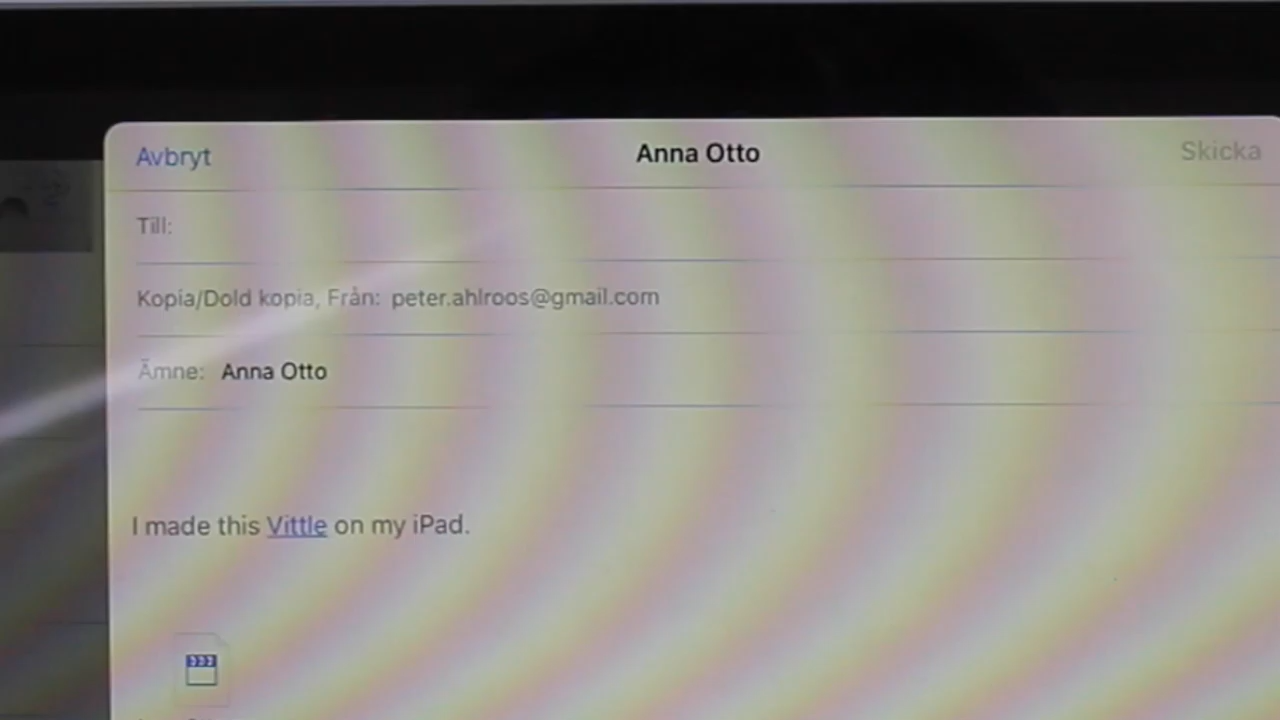 Avbryt Anna Otto Skicka
Till:
Kopia/Dold kopia, Från: peter.ahlroos@gmail.com
Ämne: Anna Otto
I made this Vittle on my iPad.